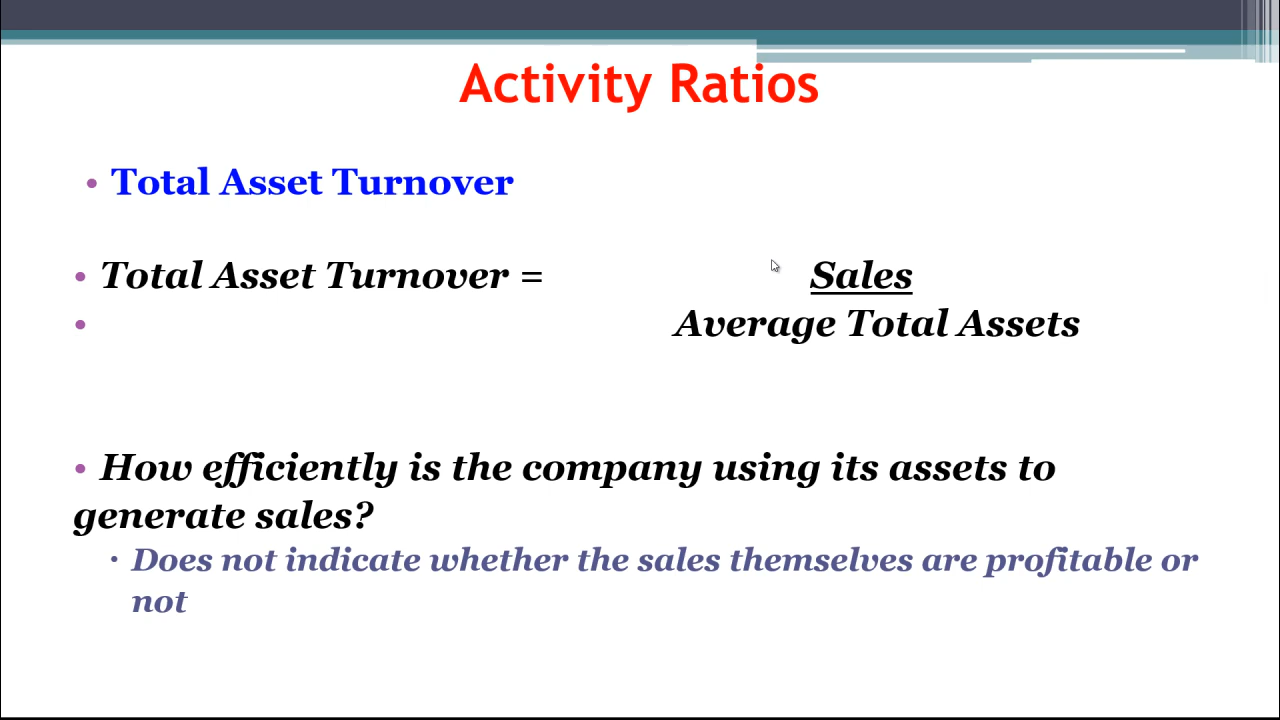 Activity Ratios
• Total Asset Turnover
• Total Asset Turnover = Sales
• Average Total Assets
• How efficiently is the company using its assets to
generate sales?
▪ Does not indicate whether the sales themselves are profitable or
not